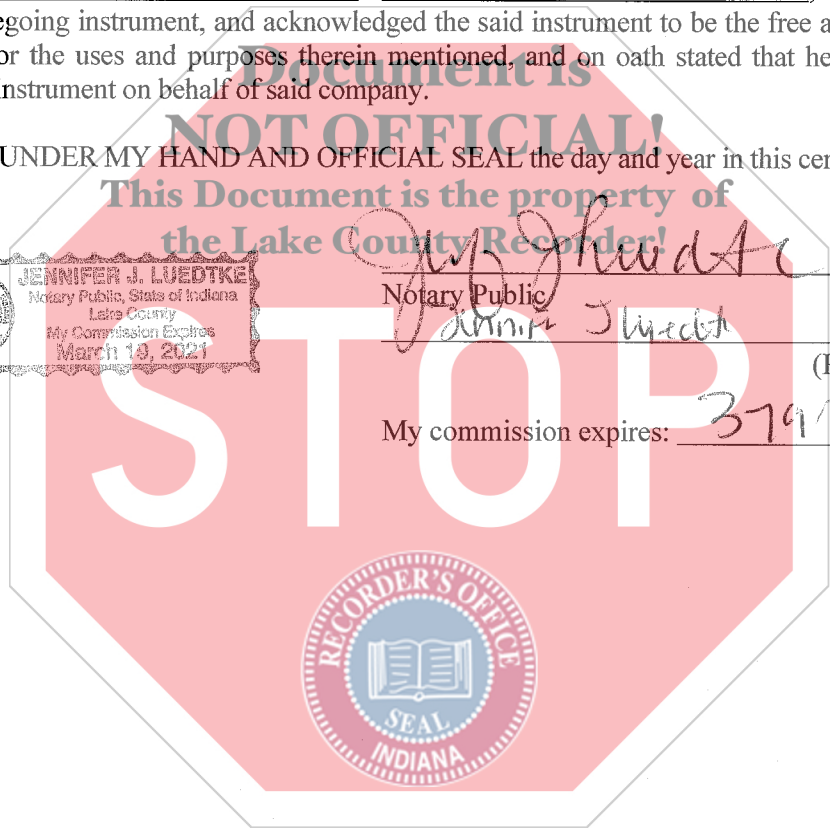 egoing instrument, and acknowledged the said instrument to be the free a
or the uses and purposes therein mentioned, and on oath stated that he
instrument on behalf of said company.
Document is
NOT OFFICIAL!
UNDER MY HAND AND OFFICIAL SEAL the day and year in this cer
This Document is the property of
the Lake County Recorder!
JENNIFER J. LUEDTKE
Notary Public, State of Indiana
Lake County
My Commission Expires
March 10, 2021
Notary Public
My commission expires:
STOP
RECORDER'S OFFICE
SEAL
INDIANA